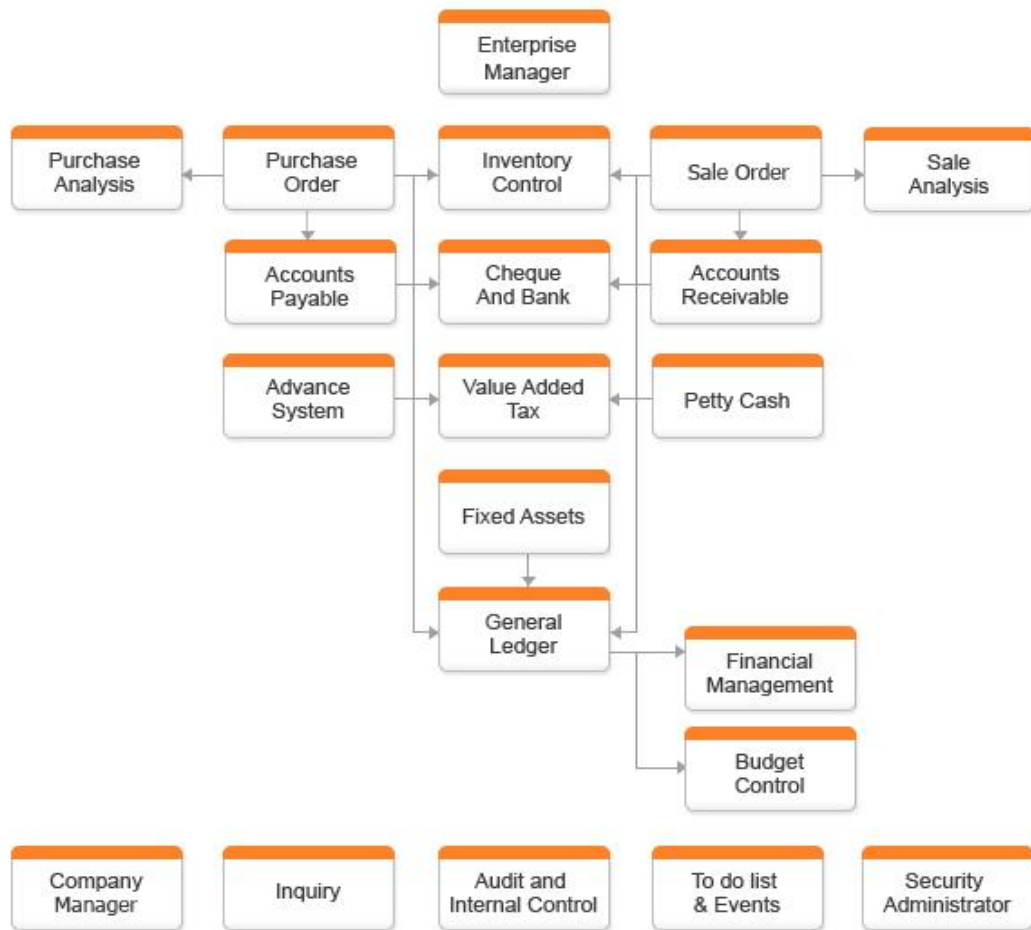 Enterprise
Manager
Purchase
Analysis
Purchase
Order
Inventory
Control
Sale Order
Sale
Analysis
Accounts
Payable
Cheque
And Bank
Accounts
Receivable
Advance
System
Value Added
Tax
Petty Cash
Fixed Assets
General
Ledger
Financial
Management
Budget
Control
Company
Manager
Inquiry
Audit and
Internal Control
To do list
& Events
Security
Administrator